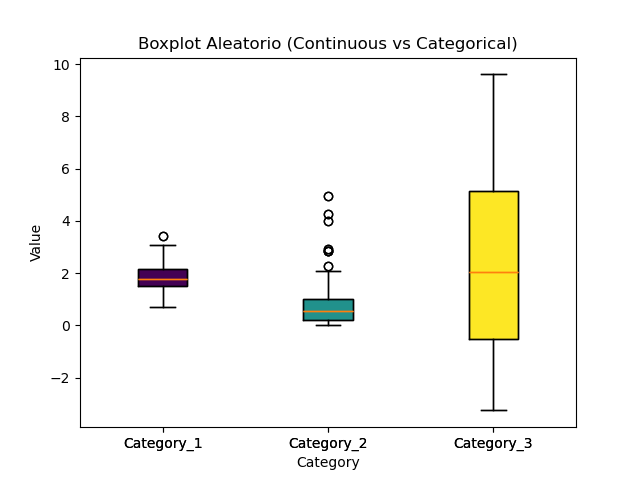 Boxplot Aleatorio (Continuous vs Categorical)
10
8
6
4
2
0
−2
Value
Category_1 Category_2 Category_3
Category